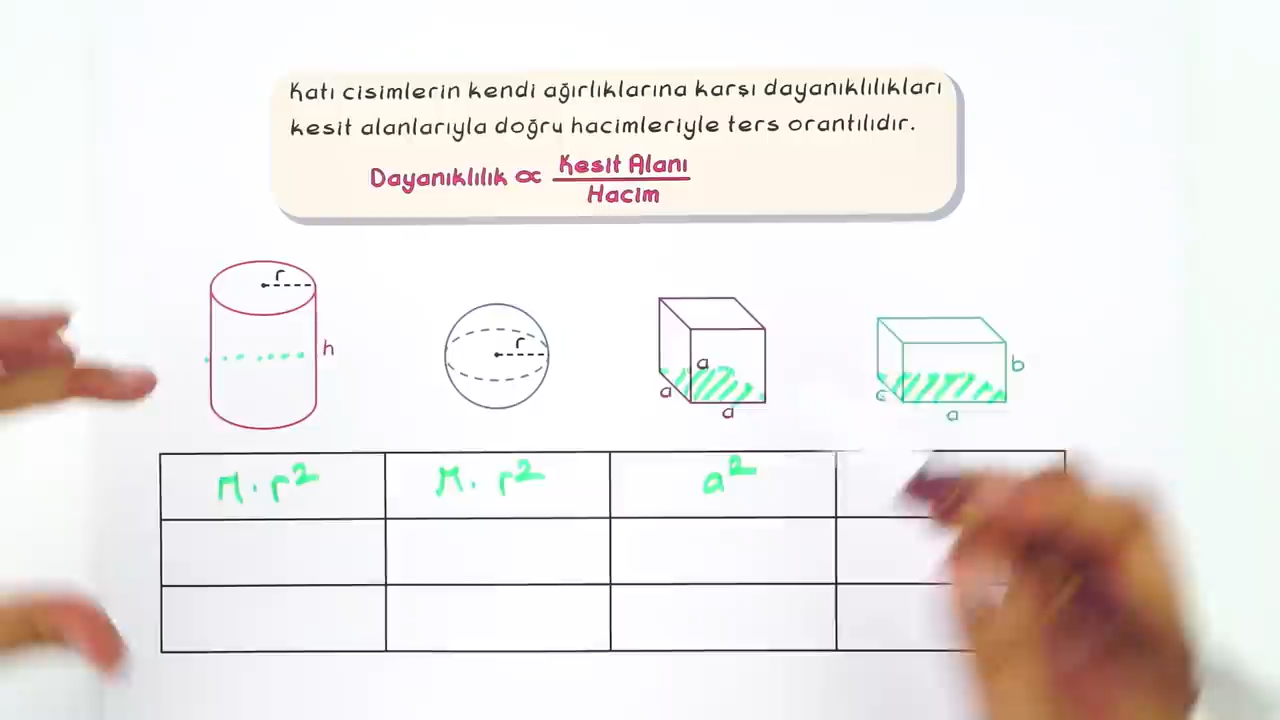 Katı cisimlerin kendi ağırlıklarına karşı dayanıklılıkları
kesit alanlarıyla doğru hacimleriyle ters orantılıdır.
Dayanıklılık ∝ Kesit Alanı
Hacim
r
h
r
a
a
a
b
c
a
π.r²
π.r²
a²